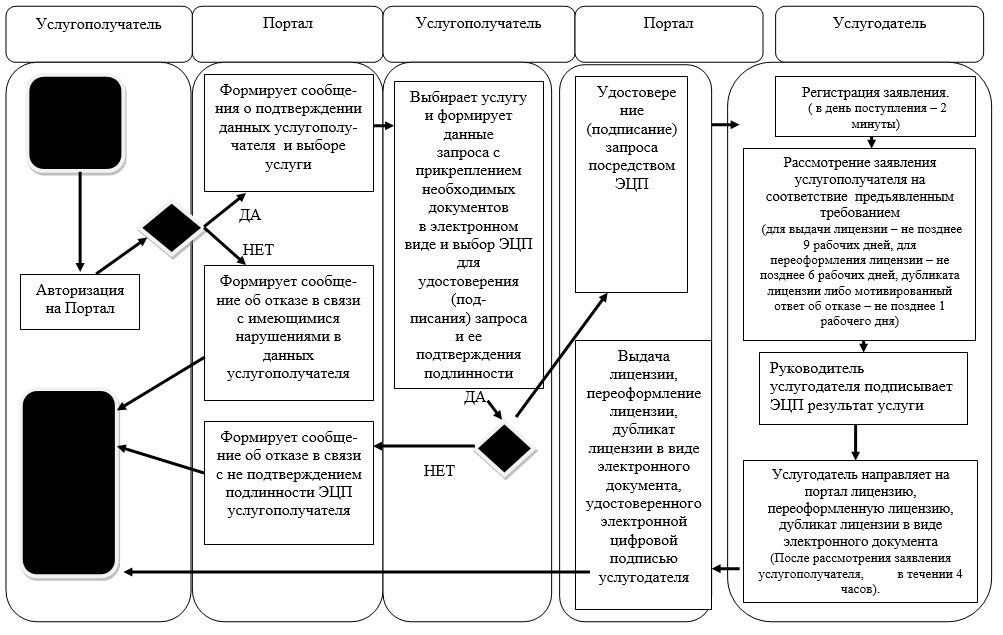 Услугополучатель
Портал
Услугополучатель
Портал
Услугодатель
Авторизация
на Портал
Формирует сообще-
ния о подтверждении
данных услугополу-
чателя и выборе
услуги
ДА
НЕТ
Формирует сообще-
ние об отказе в связи
с имеющимися
нарушениями в
данных
услугополучателя
Формирует сообще-
ние об отказе в связи
с не подтверждением
подлинности ЭЦП
услугополучателя
Выбирает услугу
и формирует
данные
запроса с
прикреплением
необходимых
документов
в электронном
виде и выбор ЭЦП
для
удостоверения
(под-
писания) запроса
и ее
подтверждения
подлинности
ДА
НЕТ
Удостовере
ние
(подписание)
запроса
посредством
ЭЦП
Выдача
лицензии,
переоформление
лицензии,
дубликат
лицензии в виде
электронного
документа,
удостоверенного
электронной
цифровой
подписью
услугодателя
Регистрация заявления.
( в день поступления – 2
минуты)
Рассмотрение заявления
услугополучателя на
соответствие предъявленным
требованием
(для выдачи лицензии – не позднее
9 рабочих дней, для
переоформления лицензии – не
позднее 6 рабочих дней, дубликата
лицензии либо мотивированный
ответ об отказе – не позднее 1
рабочего дня)
Руководитель
услугодателя подписывает
ЭЦП результат услуги
Услугодатель направляет на
портал лицензию,
переоформленную лицензию,
дубликат лицензии в виде
электронного документа
(После рассмотрения заявления
услугополучателя, в течении 4
часов).